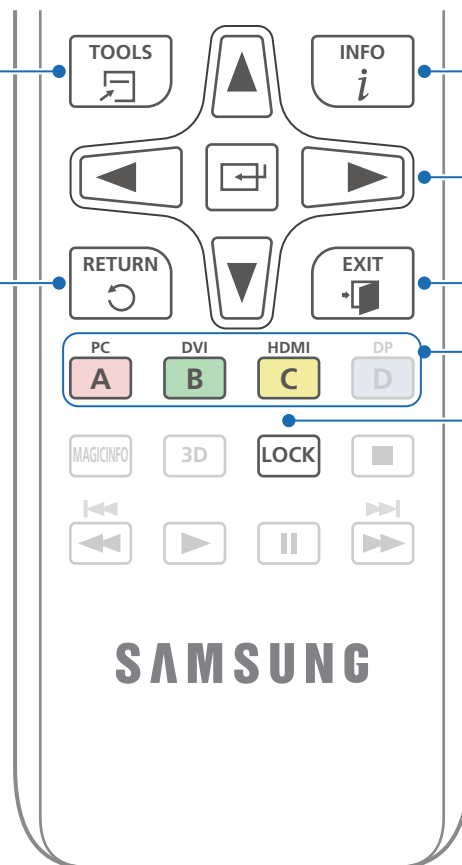 TOOLS INFO
i
RETURN EXIT
PC DVI HDMI DP
A B C D
MAGICINFO 3D LOCK
SAMSUNG